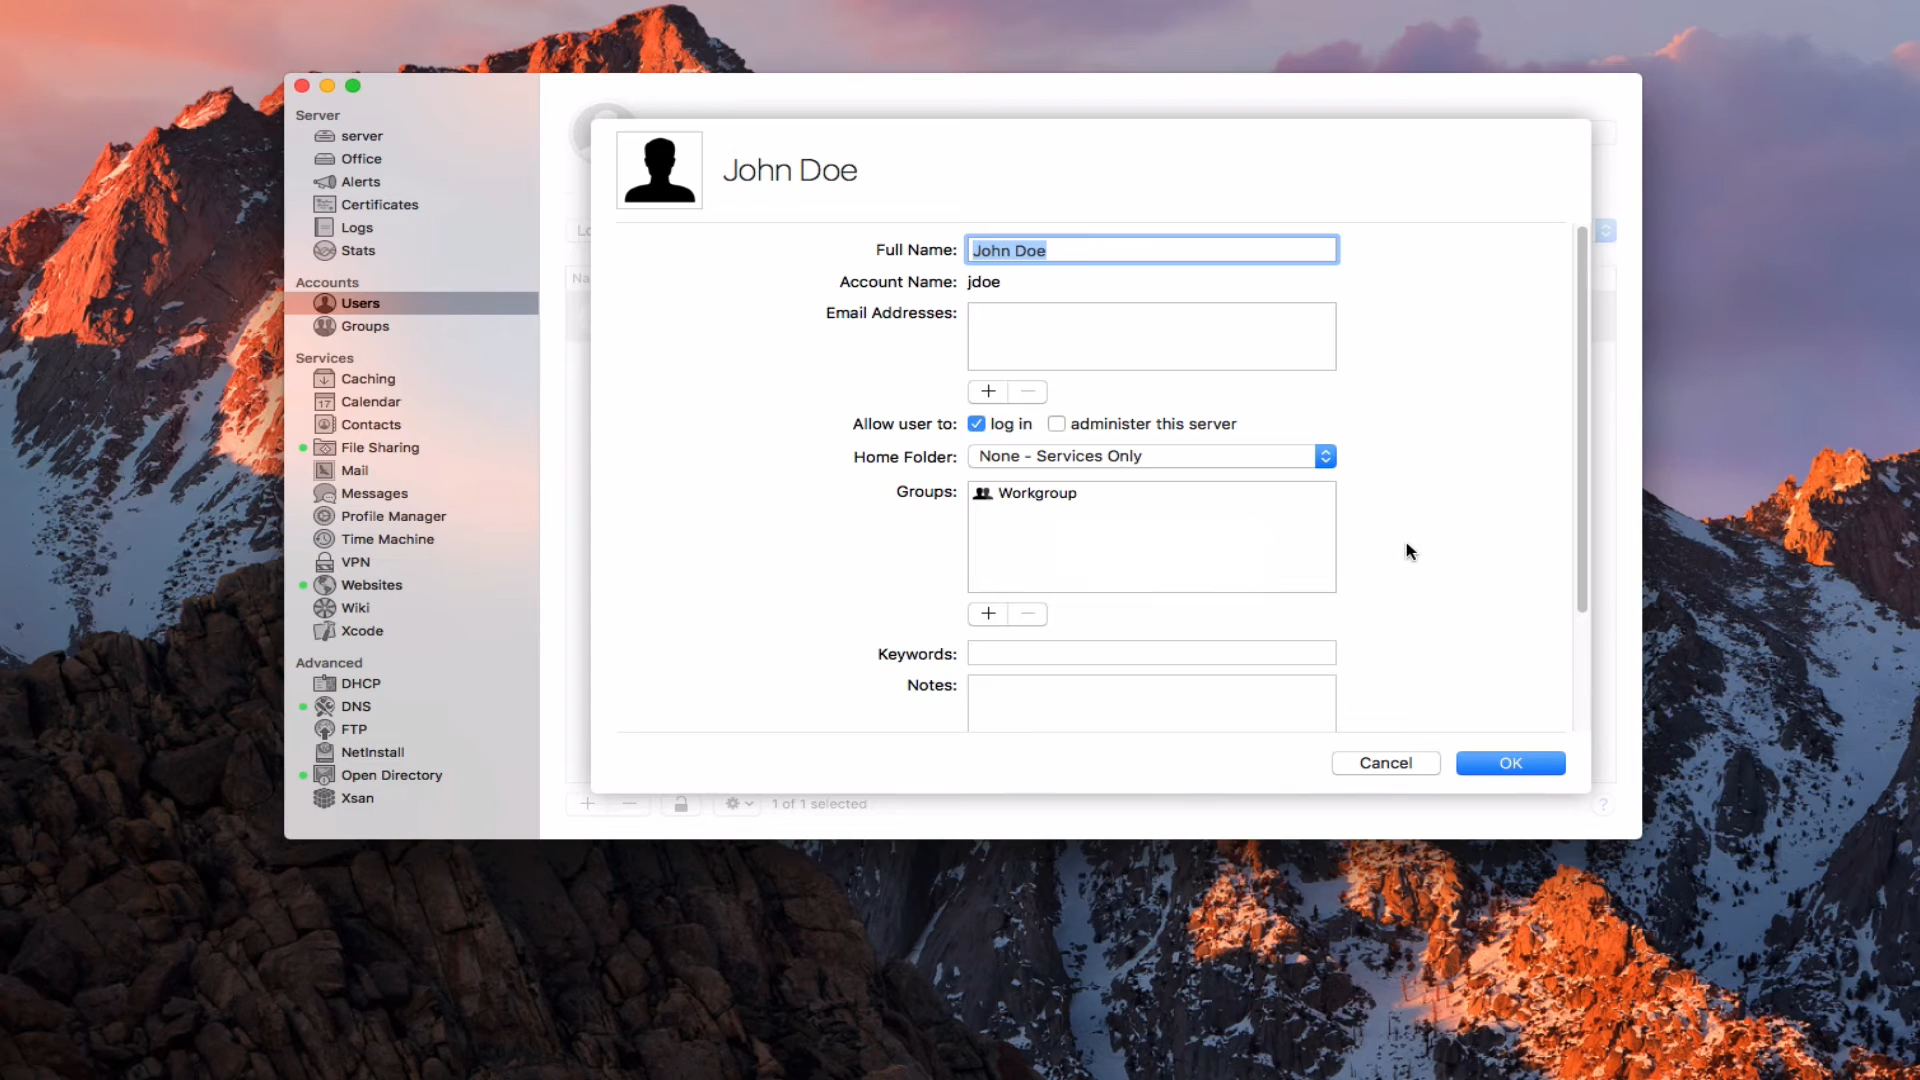 Server
server
Office
Alerts
Certificates
Logs
Stats
Accounts
Users
Groups
Services
Caching
17
Calendar
Contacts
File Sharing
Mail
Messages
Profile Manager
Time Machine
VPN
Websites
Wiki
Xcode
Advanced
DHCP
DNS
FTP
NetInstall
Open Directory
Xsan
John Doe
Full Name: John Doe
Account Name: jdoe
Email Addresses:
+ −
Allow user to: log in administer this server
Home Folder: None - Services Only
Groups: Workgroup
+ −
Keywords:
Notes:
Cancel OK
+ − 1 of 1 selected ?